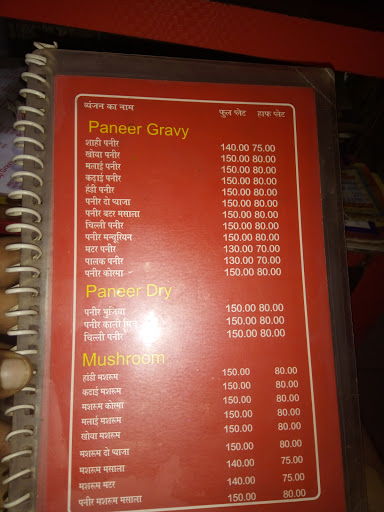 व्यंजन का नाम फुल प्लेट हाफ प्लेट
Paneer Gravy
शाही पनीर 140.00 75.00
खोया पनीर 150.00 80.00
मलाई पनीर 150.00 80.00
कढ़ाई पनीर 150.00 80.00
हंडी पनीर 150.00 80.00
पनीर दो प्याजा 150.00 80.00
पनीर बटर मसाला 150.00 80.00
चिल्ली पनीर 150.00 80.00
पनीर मन्चूरियन 150.00 80.00
मटर पनीर 130.00 70.00
पालक पनीर 130.00 70.00
पनीर कोरमा 150.00 80.00
Paneer Dry
पनीर भुजिया 150.00 80.00
पनीर काली मिर्च 150.00 80.00
चिल्ली पनीर 150.00 80.00
Mushroom
हांडी मशरूम 150.00 80.00
कढाई मशरूम 150.00 80.00
मशरूम कोरमा 150.00 80.00
मलाई मशरूम 150.00 80.00
खोया मशरूम 150.00 80.00
मशरूम दो प्याजा 150.00 80.00
मशरूम मसाला 140.00 75.00
मशरूम मटर 140.00 75.00
पनीर मशरूम मसाला 150.00 80.00